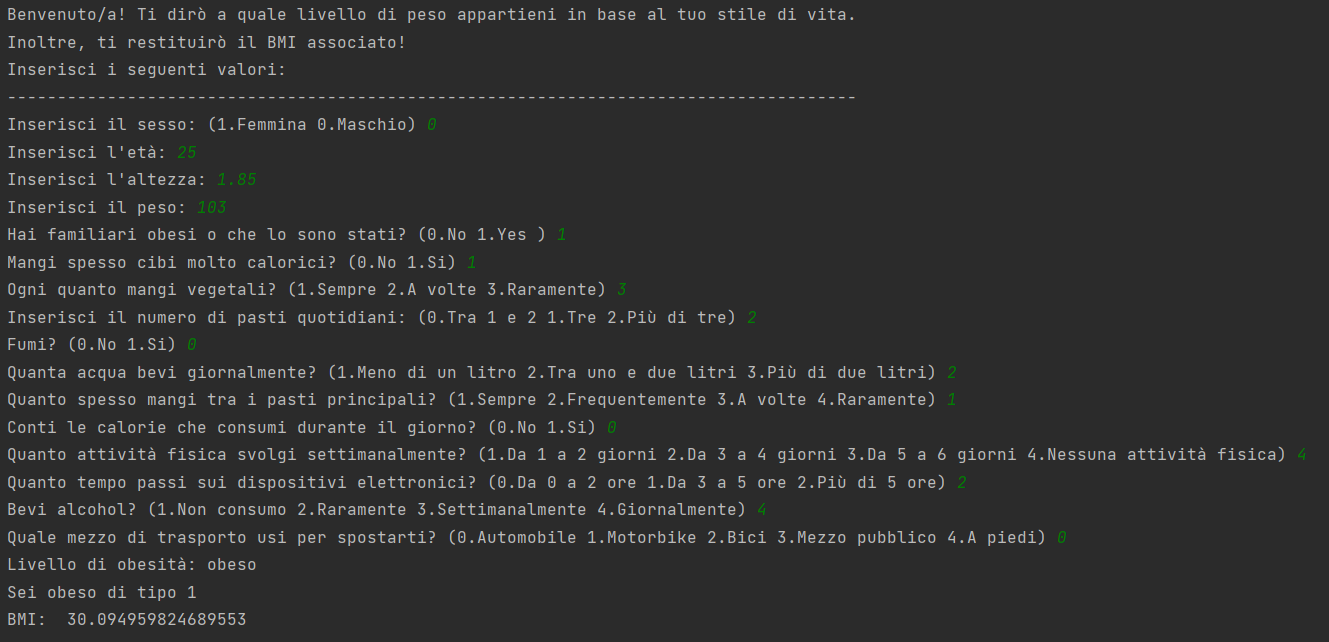 Benvenuto/a! Ti dirò a quale livello di peso appartieni in base al tuo stile di vita.
Inoltre, ti restituirò il BMI associato!
Inserisci i seguenti valori:
-------------------------------------------------------------------------------------
Inserisci il sesso: (1.Femmina 0.Maschio) 0
Inserisci l'età: 25
Inserisci l'altezza: 1.85
Inserisci il peso: 103
Hai familiari obesi o che lo sono stati? (0.No 1.Yes ) 1
Mangi spesso cibi molto calorici? (0.No 1.Si) 1
Ogni quanto mangi vegetali? (1.Sempre 2.A volte 3.Raramente) 3
Inserisci il numero di pasti quotidiani: (0.Tra 1 e 2 1.Tre 2.Più di tre) 2
Fumi? (0.No 1.Si) 0
Quanta acqua bevi giornalmente? (1.Meno di un litro 2.Tra uno e due litri 3.Più di due litri) 2
Quanto spesso mangi tra i pasti principali? (1.Sempre 2.Frequentemente 3.A volte 4.Raramente) 1
Conti le calorie che consumi durante il giorno? (0.No 1.Si) 0
Quanto attività fisica svolgi settimanalmente? (1.Da 1 a 2 giorni 2.Da 3 a 4 giorni 3.Da 5 a 6 giorni 4.Nessuna attività fisica) 4
Quanto tempo passi sui dispositivi elettronici? (0.Da 0 a 2 ore 1.Da 3 a 5 ore 2.Più di 5 ore) 2
Bevi alcohol? (1.Non consumo 2.Raramente 3.Settimanalmente 4.Giornalmente) 4
Quale mezzo di trasporto usi per spostarti? (0.Automobile 1.Motorbike 2.Bici 3.Mezzo pubblico 4.A piedi) 0
Livello di obesità: obeso
Sei obeso di tipo 1
BMI:  30.094959824689553